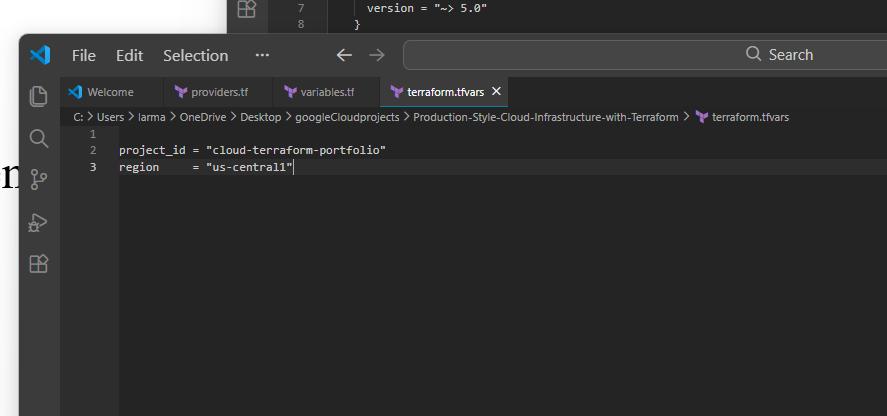 7 version = "~> 5.0"
8 }
File Edit Selection ··· Search
Welcome providers.tf variables.tf terraform.tfvars
C: > Users > larma > OneDrive > Desktop > googleCloudprojects > Production-Style-Cloud-Infrastructure-with-Terraform > terraform.tfvars
1
2 project_id = "cloud-terraform-portfolio"
3 region     = "us-central1"